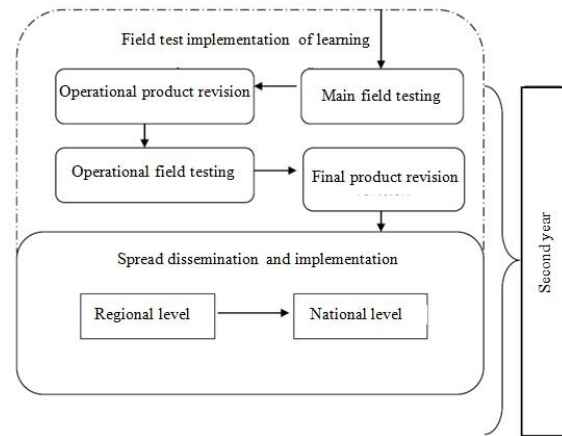 Field test implementation of learning
Operational product revision
Main field testing
Operational field testing
Final product revision
Spread dissemination and implementation
Regional level
National level
Second year